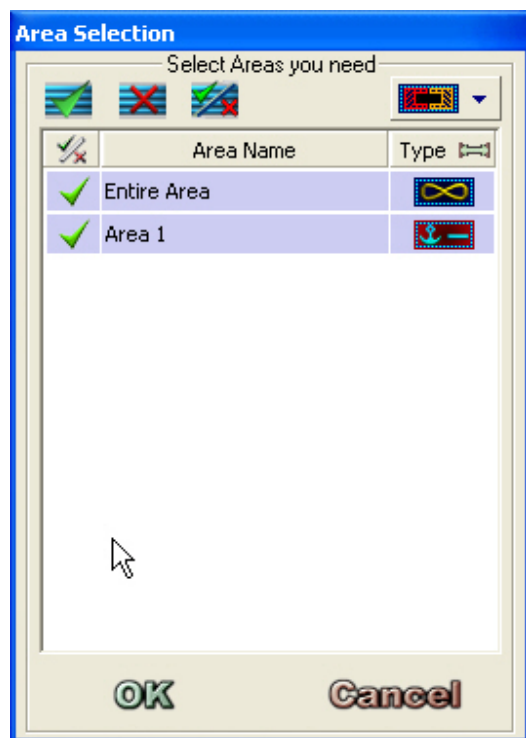 Area Selection
Select Areas you need
Area Name Type
Entire Area
Area 1
OK Cancel